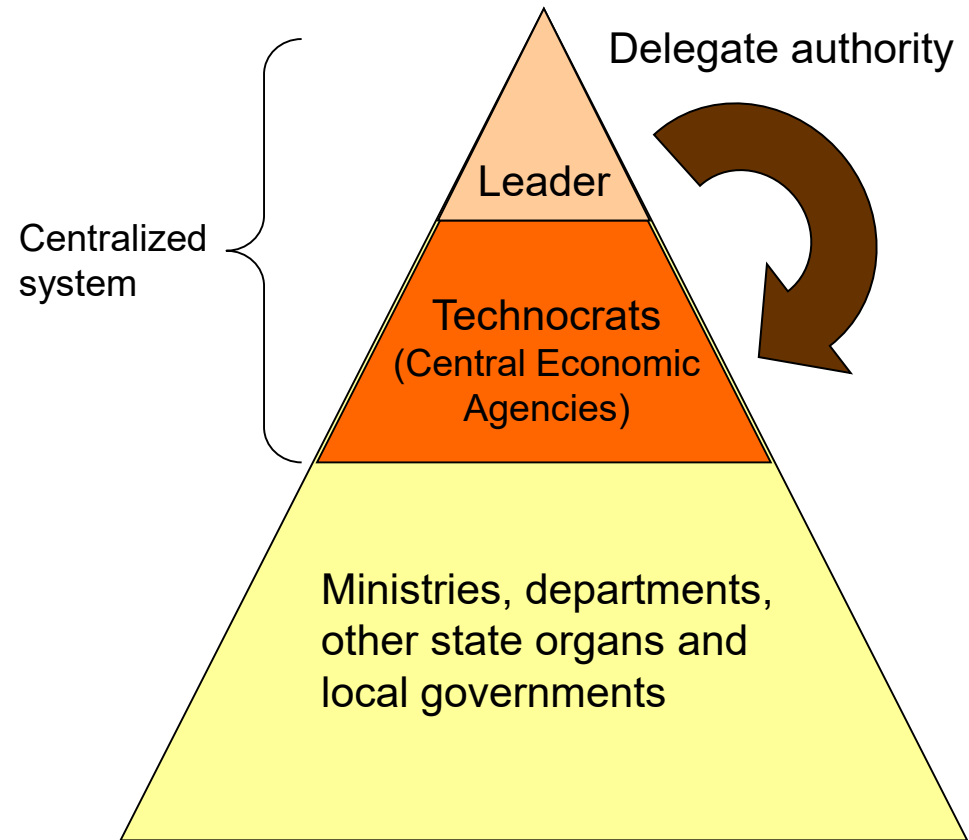 Delegate authority
Leader
Centralized
system
Technocrats
(Central Economic
Agencies)
Ministries, departments,
other state organs and
local governments